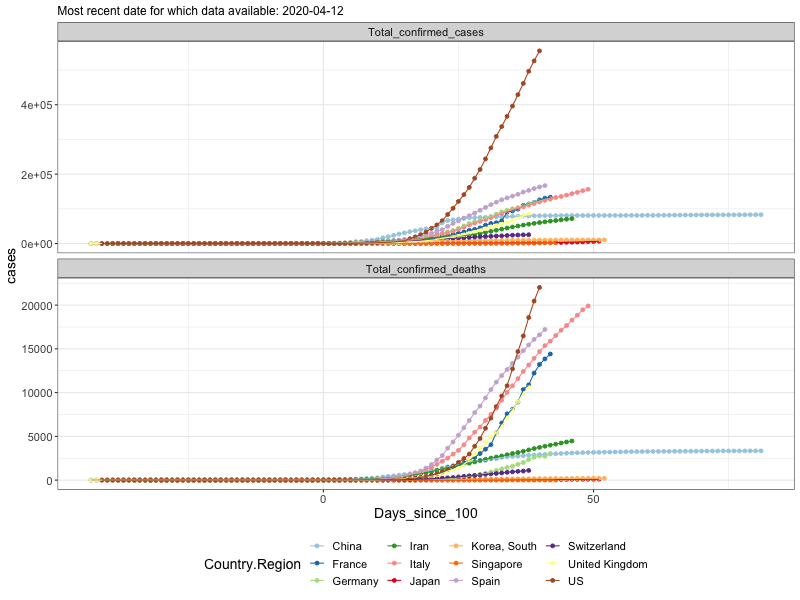 Most recent date for which data available: 2020-04-12
Total_confirmed_cases
4e+05
2e+05
0e+00
cases
Total_confirmed_deaths
20000
15000
10000
5000
0
0 50
Days_since_100
Country.Region
China Iran Korea, South Switzerland
France Italy Singapore United Kingdom
Germany Japan Spain US